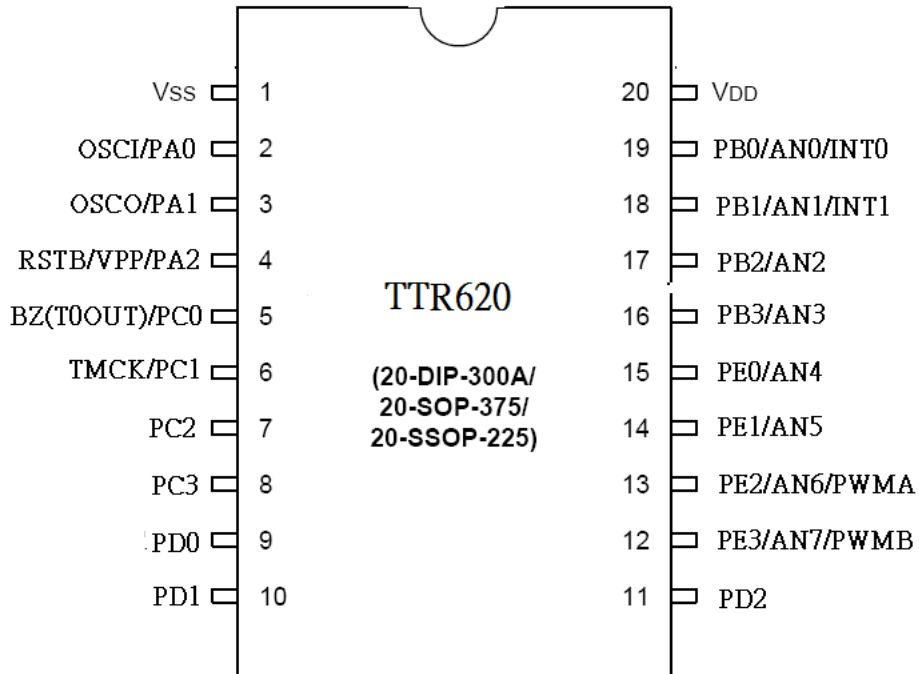 Vss 1 20 VDD
OSCI/PA0 2 19 PB0/AN0/INT0
OSCO/PA1 3 18 PB1/AN1/INT1
RSTB/VPP/PA2 4 17 PB2/AN2
BZ(T0OUT)/PC0 5 16 PB3/AN3
TMCK/PC1 6 15 PE0/AN4
PC2 7 14 PE1/AN5
PC3 8 13 PE2/AN6/PWMA
PD0 9 12 PE3/AN7/PWMB
PD1 10 11 PD2
TTR620
(20-DIP-300A/
20-SOP-375/
20-SSOP-225)